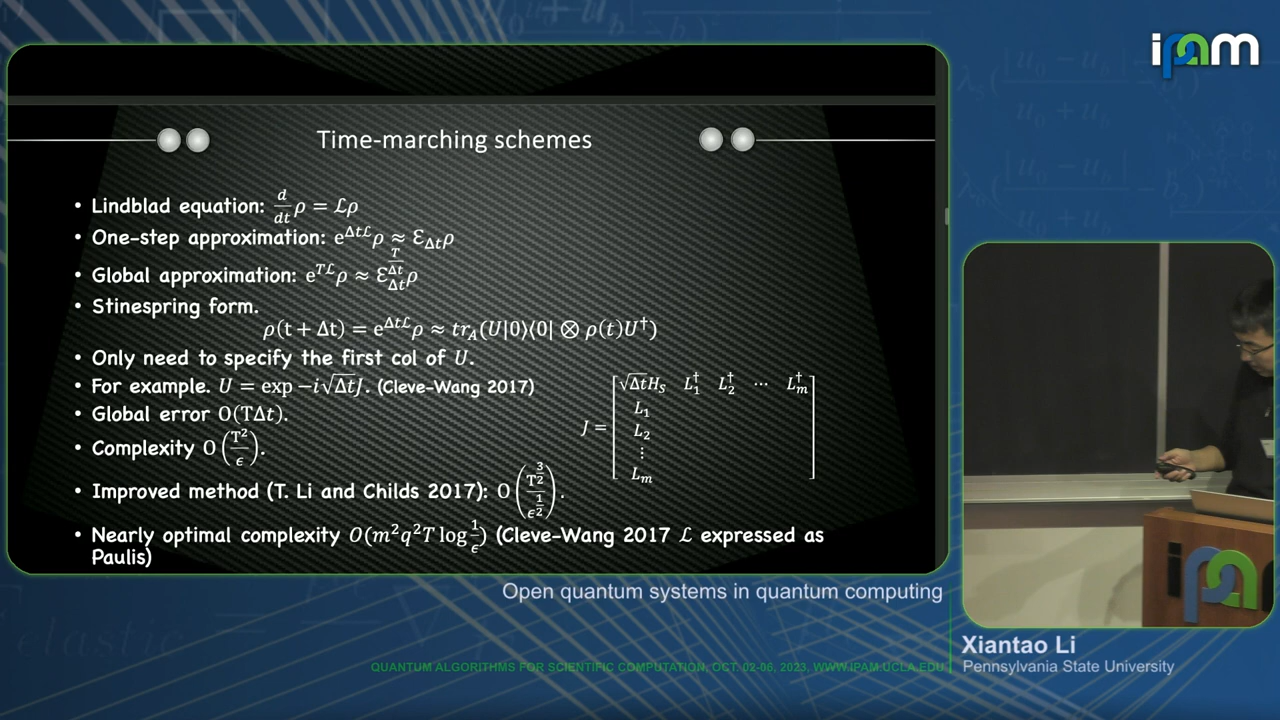 ipam
Time-marching schemes
• Lindblad equation: d/dt ρ = ℒρ
• One-step approximation: e^{Δtℒ}ρ ≈ ℰ_{Δt}ρ
• Global approximation: e^{Tℒ}ρ ≈ ℰ_{Δt}^{T/Δt}ρ
• Stinespring form.
ρ(t + Δt) = e^{Δtℒ}ρ ≈ tr_A(U|0⟩⟨0| ⊗ ρ(t)U†)
• Only need to specify the first col of U.
• For example. U = exp −i√Δt J. (Cleve-Wang 2017)
• Global error O(TΔt).
• Complexity O(T²/ϵ).
J = [√Δt H_S L₁† L₂† ⋯ L_m†
L₁
L₂
⋮
L_m]
• Improved method (T. Li and Childs 2017): O(T^{3/2}/ϵ^{1/2}).
• Nearly optimal complexity O(m²q²T log 1/ϵ) (Cleve-Wang 2017 ℒ expressed as
Paulis)
Open quantum systems in quantum computing
Xiantao Li
Pennsylvania State University
QUANTUM ALGORITHMS FOR SCIENTIFIC COMPUTATION, OCT. 02-06, 2023, WWW.IPAM.UCLA.EDU